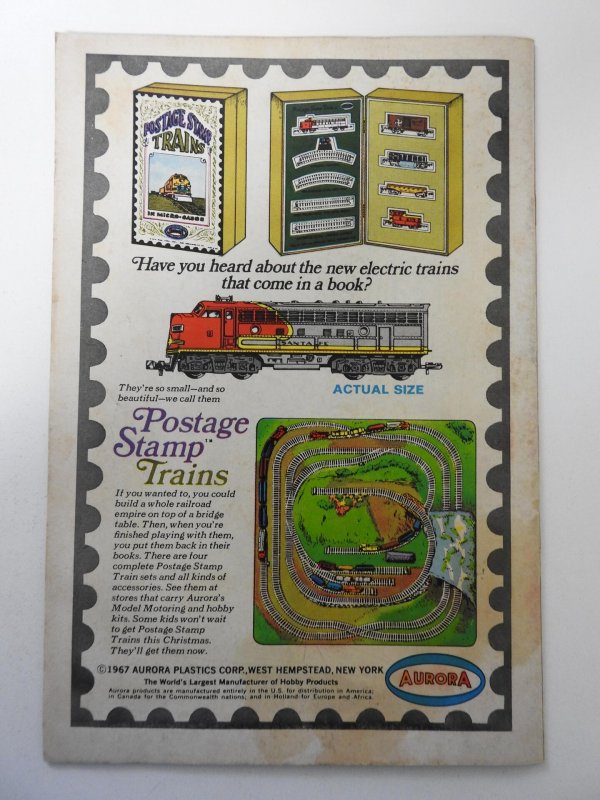 POSTAGE STAMP
TRAINS
IN MICRO-GAUGE
Have you heard about the new electric trains
that come in a book?
SANTA FE
They're so small—and so
beautiful—we call them
ACTUAL SIZE
Postage
Stamp™
Trains
If you wanted to, you could
build a whole railroad
empire on top of a bridge
table. Then, when you're
finished playing with them,
you put them back in their
books. There are four
complete Postage Stamp
Train sets and all kinds of
accessories. See them at
stores that carry Aurora's
Model Motoring and hobby
kits. Some kids won't wait
to get Postage Stamp
Trains this Christmas.
They'll get them now.
©1967 AURORA PLASTICS CORP., WEST HEMPSTEAD, NEW YORK
The World's Largest Manufacturer of Hobby Products
Aurora products are manufactured entirely in the U.S. for distribution in America;
in Canada for the Commonwealth nations; and in Holland for Europe and Africa.
AURORA